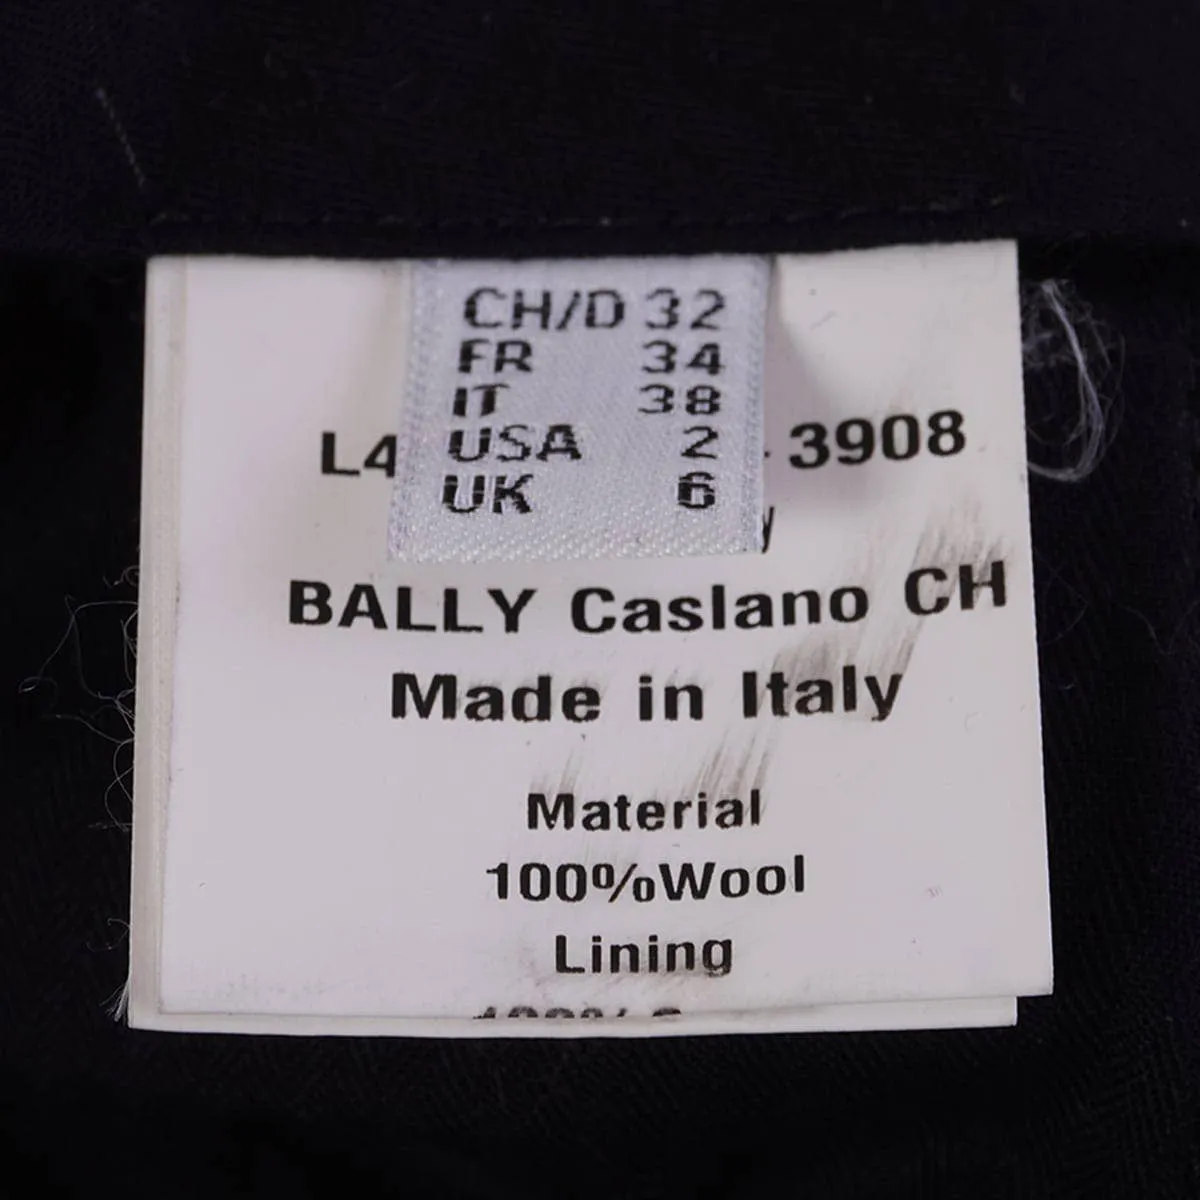 CH/D 32
FR 34
IT 38
USA 2
UK 6
L4
3908
BALLY Caslano CH
Made in Italy
Material
100%Wool
Lining